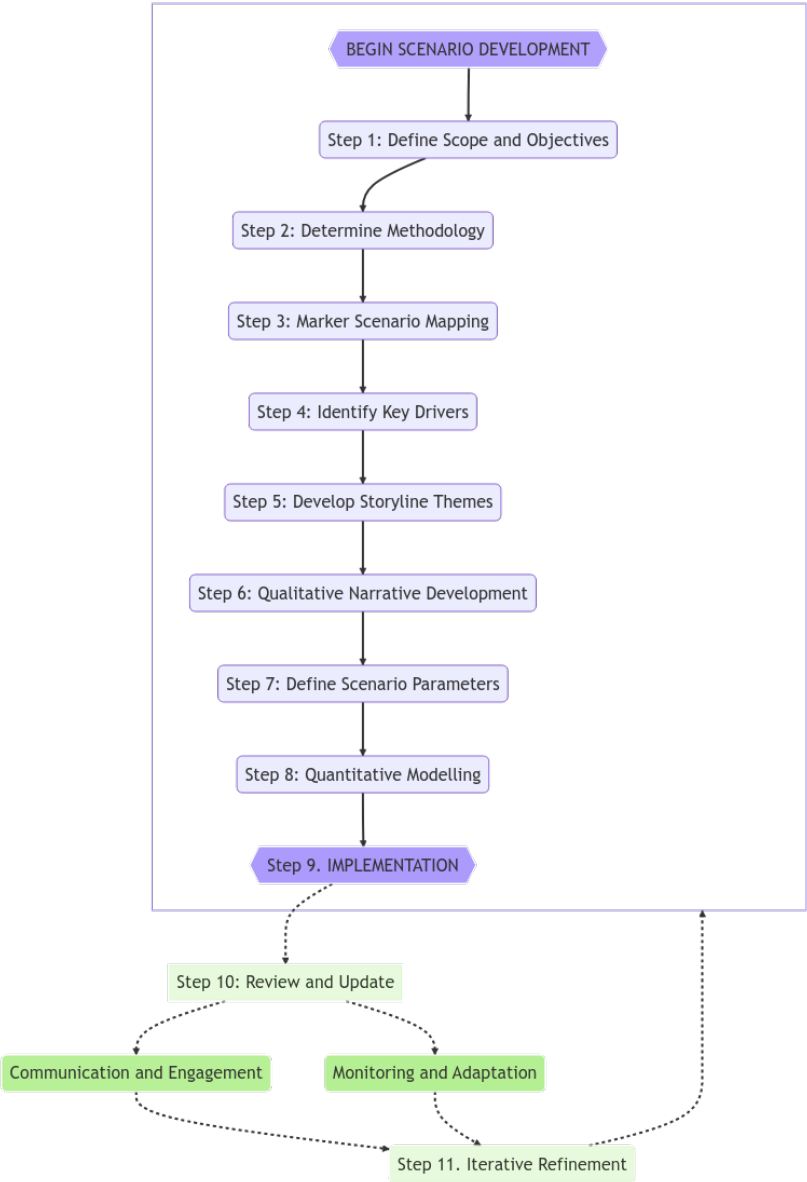 BEGIN SCENARIO DEVELOPMENT
Step 1: Define Scope and Objectives
Step 2: Determine Methodology
Step 3: Marker Scenario Mapping
Step 4: Identify Key Drivers
Step 5: Develop Storyline Themes
Step 6: Qualitative Narrative Development
Step 7: Define Scenario Parameters
Step 8: Quantitative Modelling
Step 9. IMPLEMENTATION
Step 10: Review and Update
Communication and Engagement
Monitoring and Adaptation
Step 11. Iterative Refinement